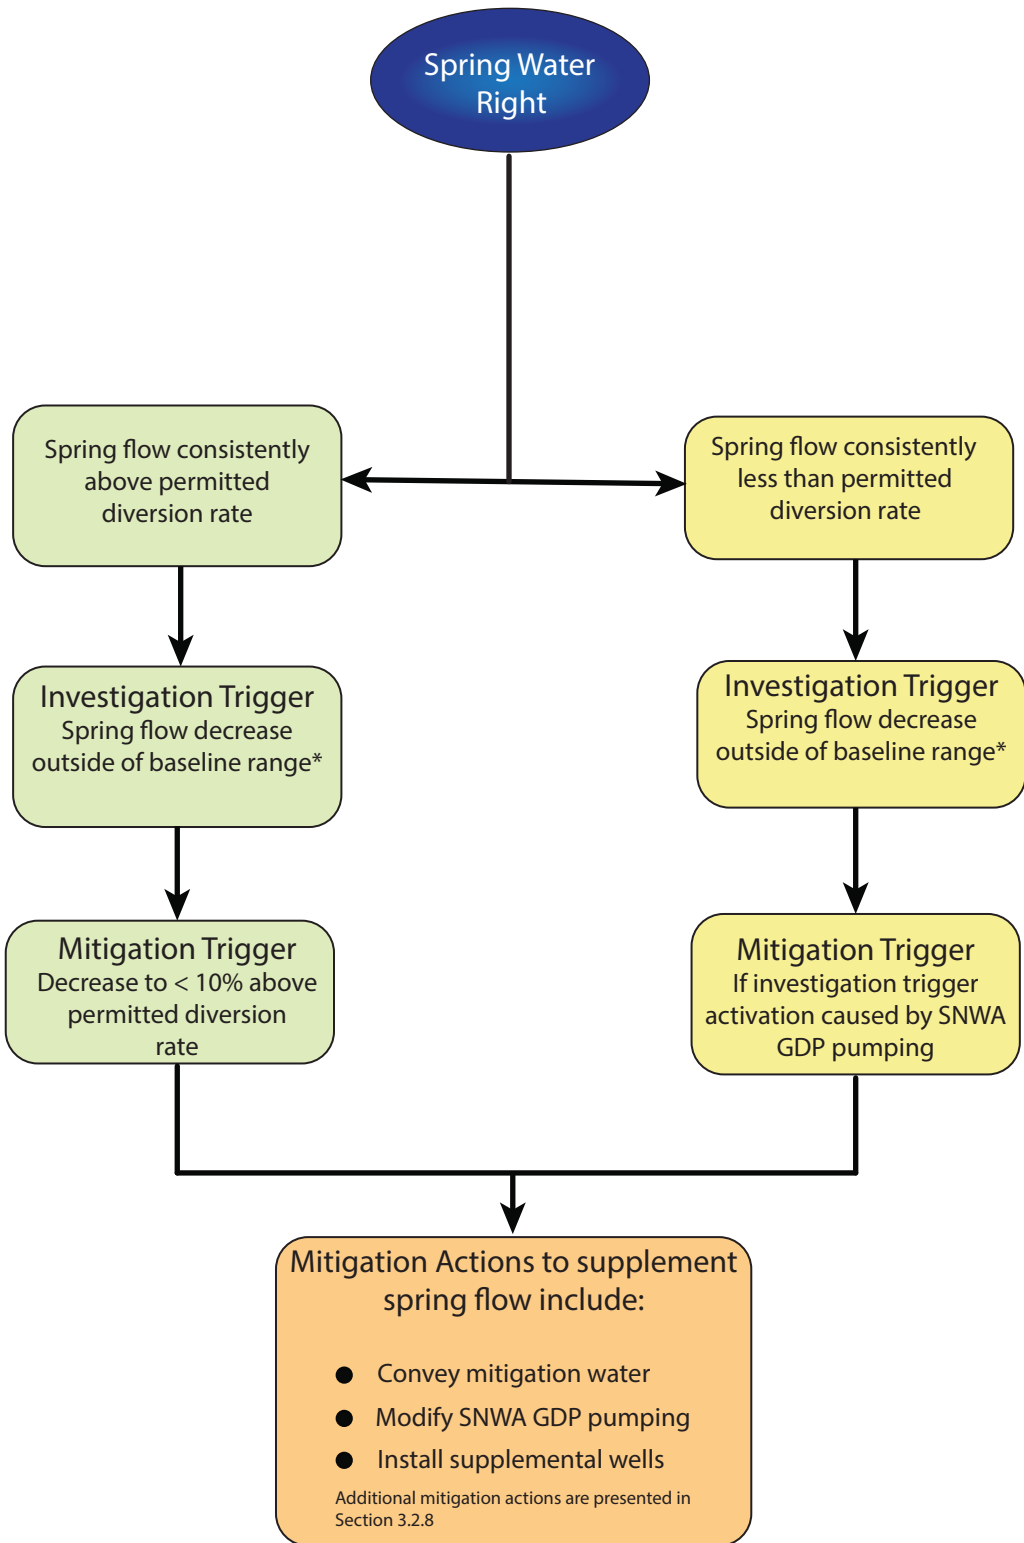 Spring Water
Right
Spring flow consistently
above permitted
diversion rate
Spring flow consistently
less than permitted
diversion rate
Investigation Trigger
Spring flow decrease
outside of baseline range*
Investigation Trigger
Spring flow decrease
outside of baseline range*
Mitigation Trigger
Decrease to < 10% above
permitted diversion
rate
Mitigation Trigger
If investigation trigger
activation caused by SNWA
GDP pumping
Mitigation Actions to supplement
spring flow include:
● Convey mitigation water
● Modify SNWA GDP pumping
● Install supplemental wells
Additional mitigation actions are presented in
Section 3.2.8